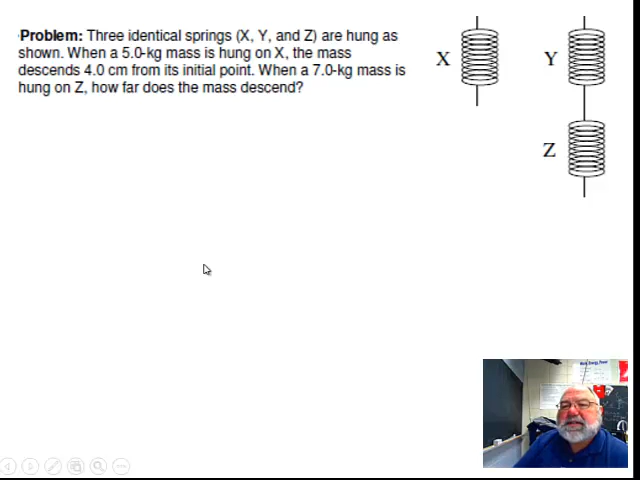 Problem: Three identical springs (X, Y, and Z) are hung as
shown. When a 5.0-kg mass is hung on X, the mass
descends 4.0 cm from its initial point. When a 7.0-kg mass is
hung on Z, how far does the mass descend?
X
Y
Z